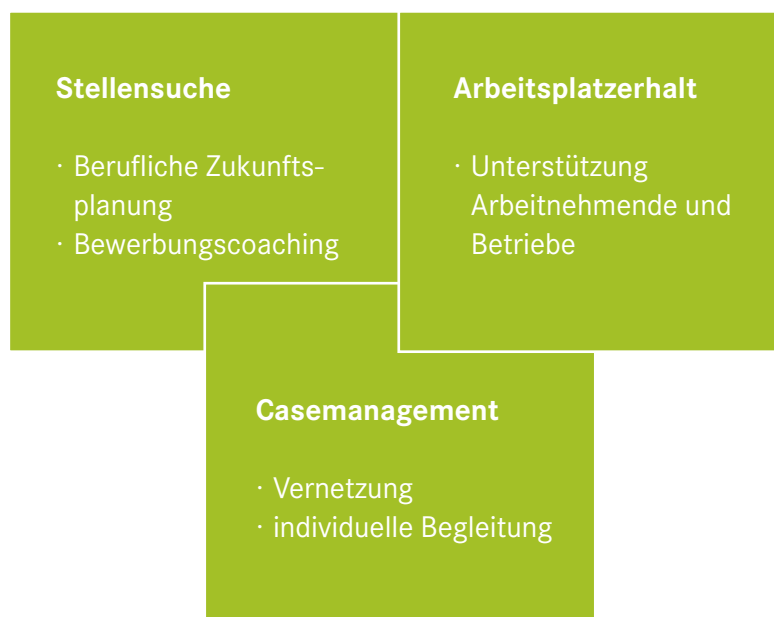 Stellensuche
· Berufliche Zukunfts-
planung
· Bewerbungscoaching
Arbeitsplatzerhalt
· Unterstützung
Arbeitnehmende und
Betriebe
Casemanagement
· Vernetzung
· individuelle Begleitung